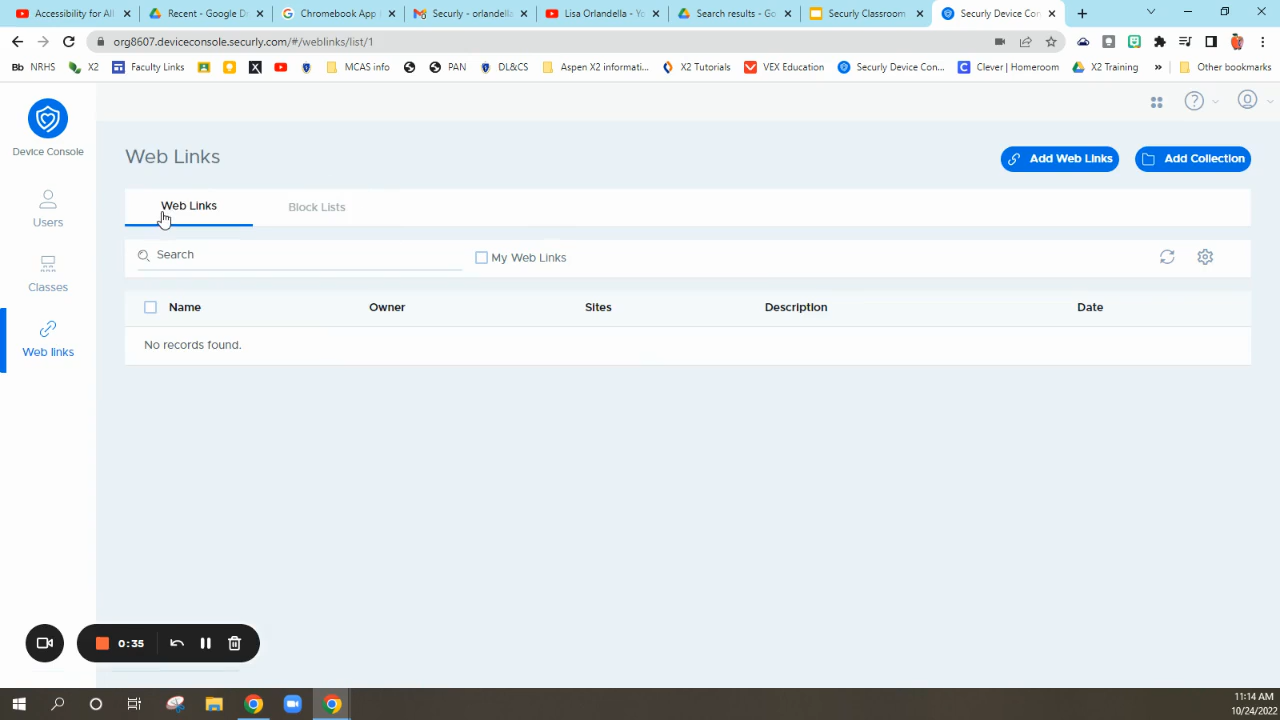 Accessibility for All
Recent - Google D
Chromebook App
Securly - orlandella
Lisa Orlandella - Yo
Search results - Go
Securly Classroom
Securly Device Con
org8607.deviceconsole.securly.com/#/weblinks/list/1
Bb NRHS
X2
Faculty Links
X
MCAS info
PAN
DL&CS
Aspen X2 informati...
X2 Tutorials
VEX Education
Securly Device Con...
Clever | Homeroom
X2 Training
»
Other bookmarks
Device Console
Users
Classes
Web links
Web Links
Add Web Links
Add Collection
Web Links
Block Lists
Search
My Web Links
Name
Owner
Sites
Description
Date
No records found.
0:35
11:14 AM
10/24/2022